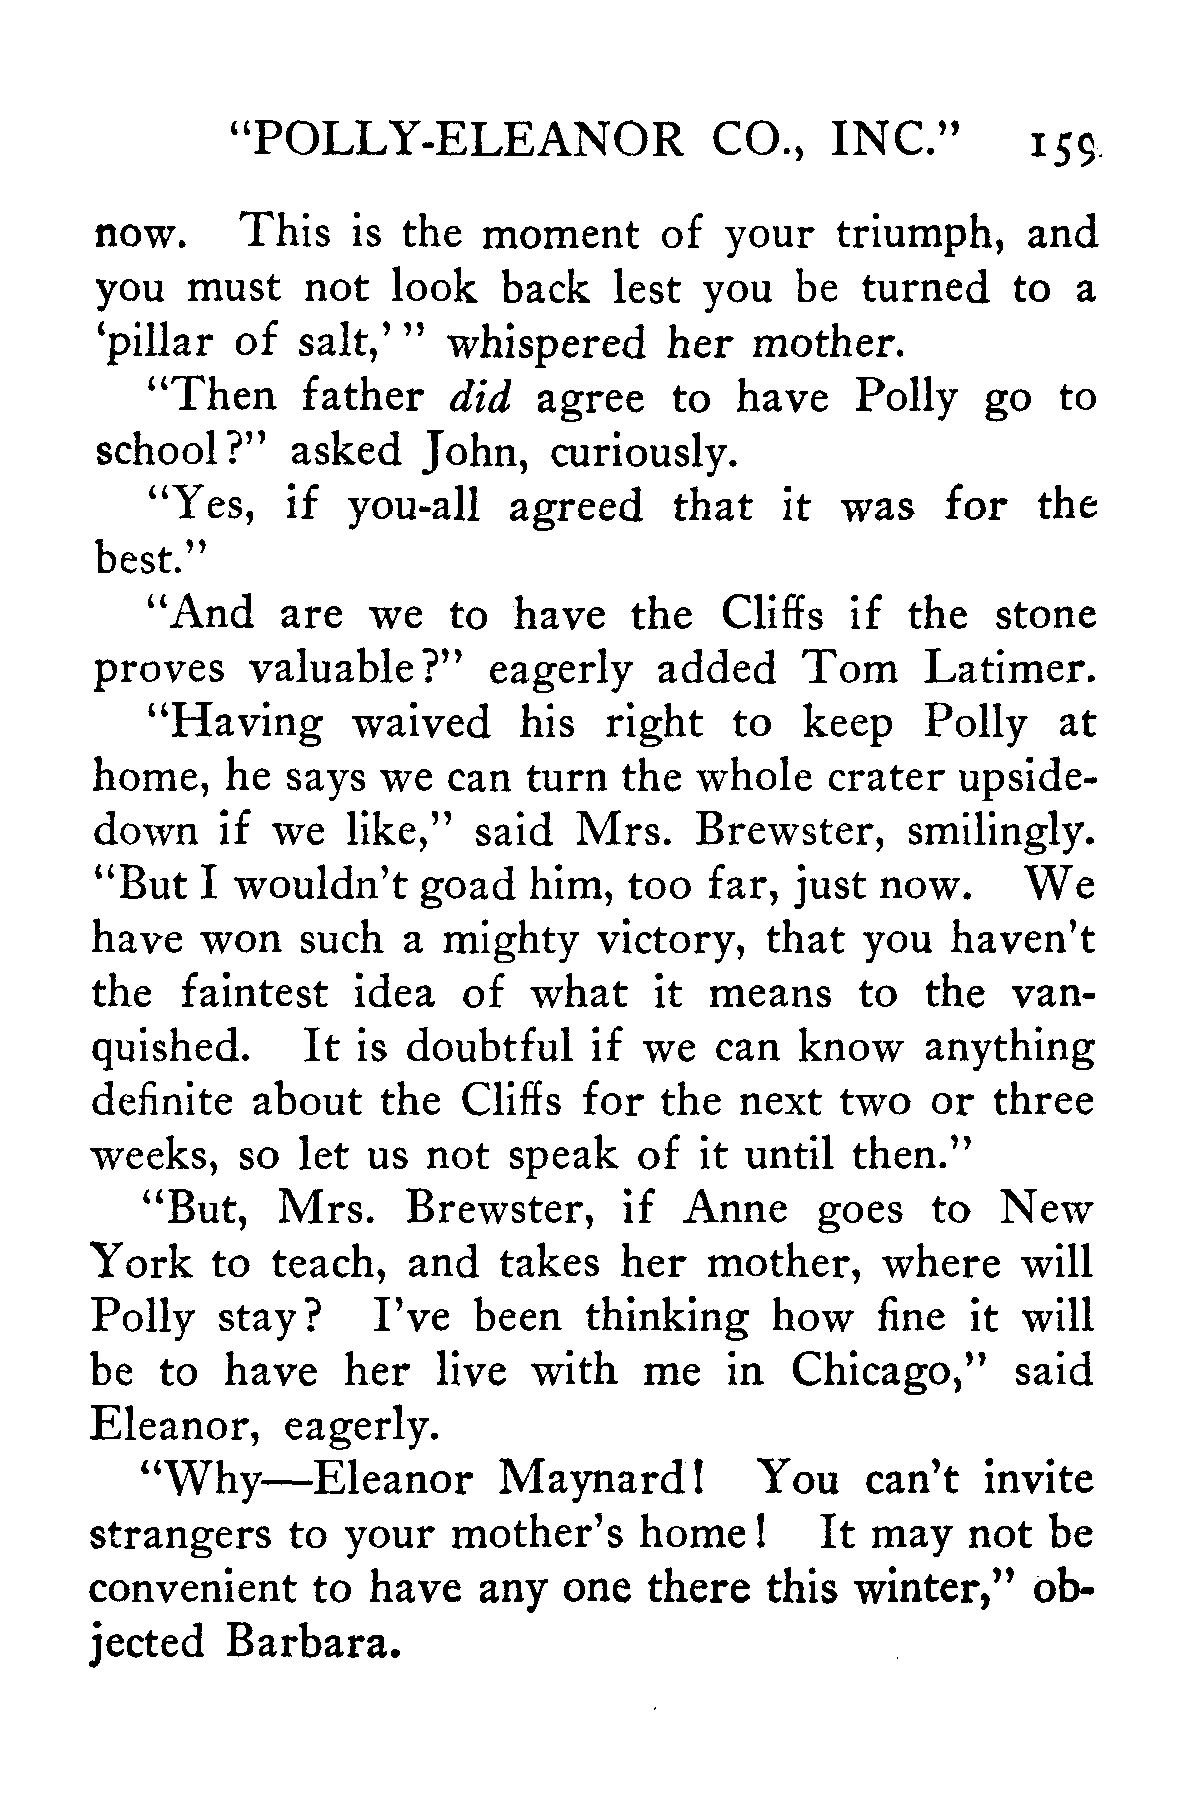 “POLLY-ELEANOR CO., INC.” 159
now. This is the moment of your triumph, and
you must not look back lest you be turned to a
‘pillar of salt,’ ” whispered her mother.
“Then father did agree to have Polly go to
school?” asked John, curiously.
“Yes, if you-all agreed that it was for the
best.”
“And are we to have the Cliffs if the stone
proves valuable?” eagerly added Tom Latimer.
“Having waived his right to keep Polly at
home, he says we can turn the whole crater upside-
down if we like,” said Mrs. Brewster, smilingly.
“But I wouldn’t goad him, too far, just now. We
have won such a mighty victory, that you haven’t
the faintest idea of what it means to the van-
quished. It is doubtful if we can know anything
definite about the Cliffs for the next two or three
weeks, so let us not speak of it until then.”
“But, Mrs. Brewster, if Anne goes to New
York to teach, and takes her mother, where will
Polly stay? I’ve been thinking how fine it will
be to have her live with me in Chicago,” said
Eleanor, eagerly.
“Why—Eleanor Maynard! You can’t invite
strangers to your mother’s home! It may not be
convenient to have any one there this winter,” ob-
jected Barbara.